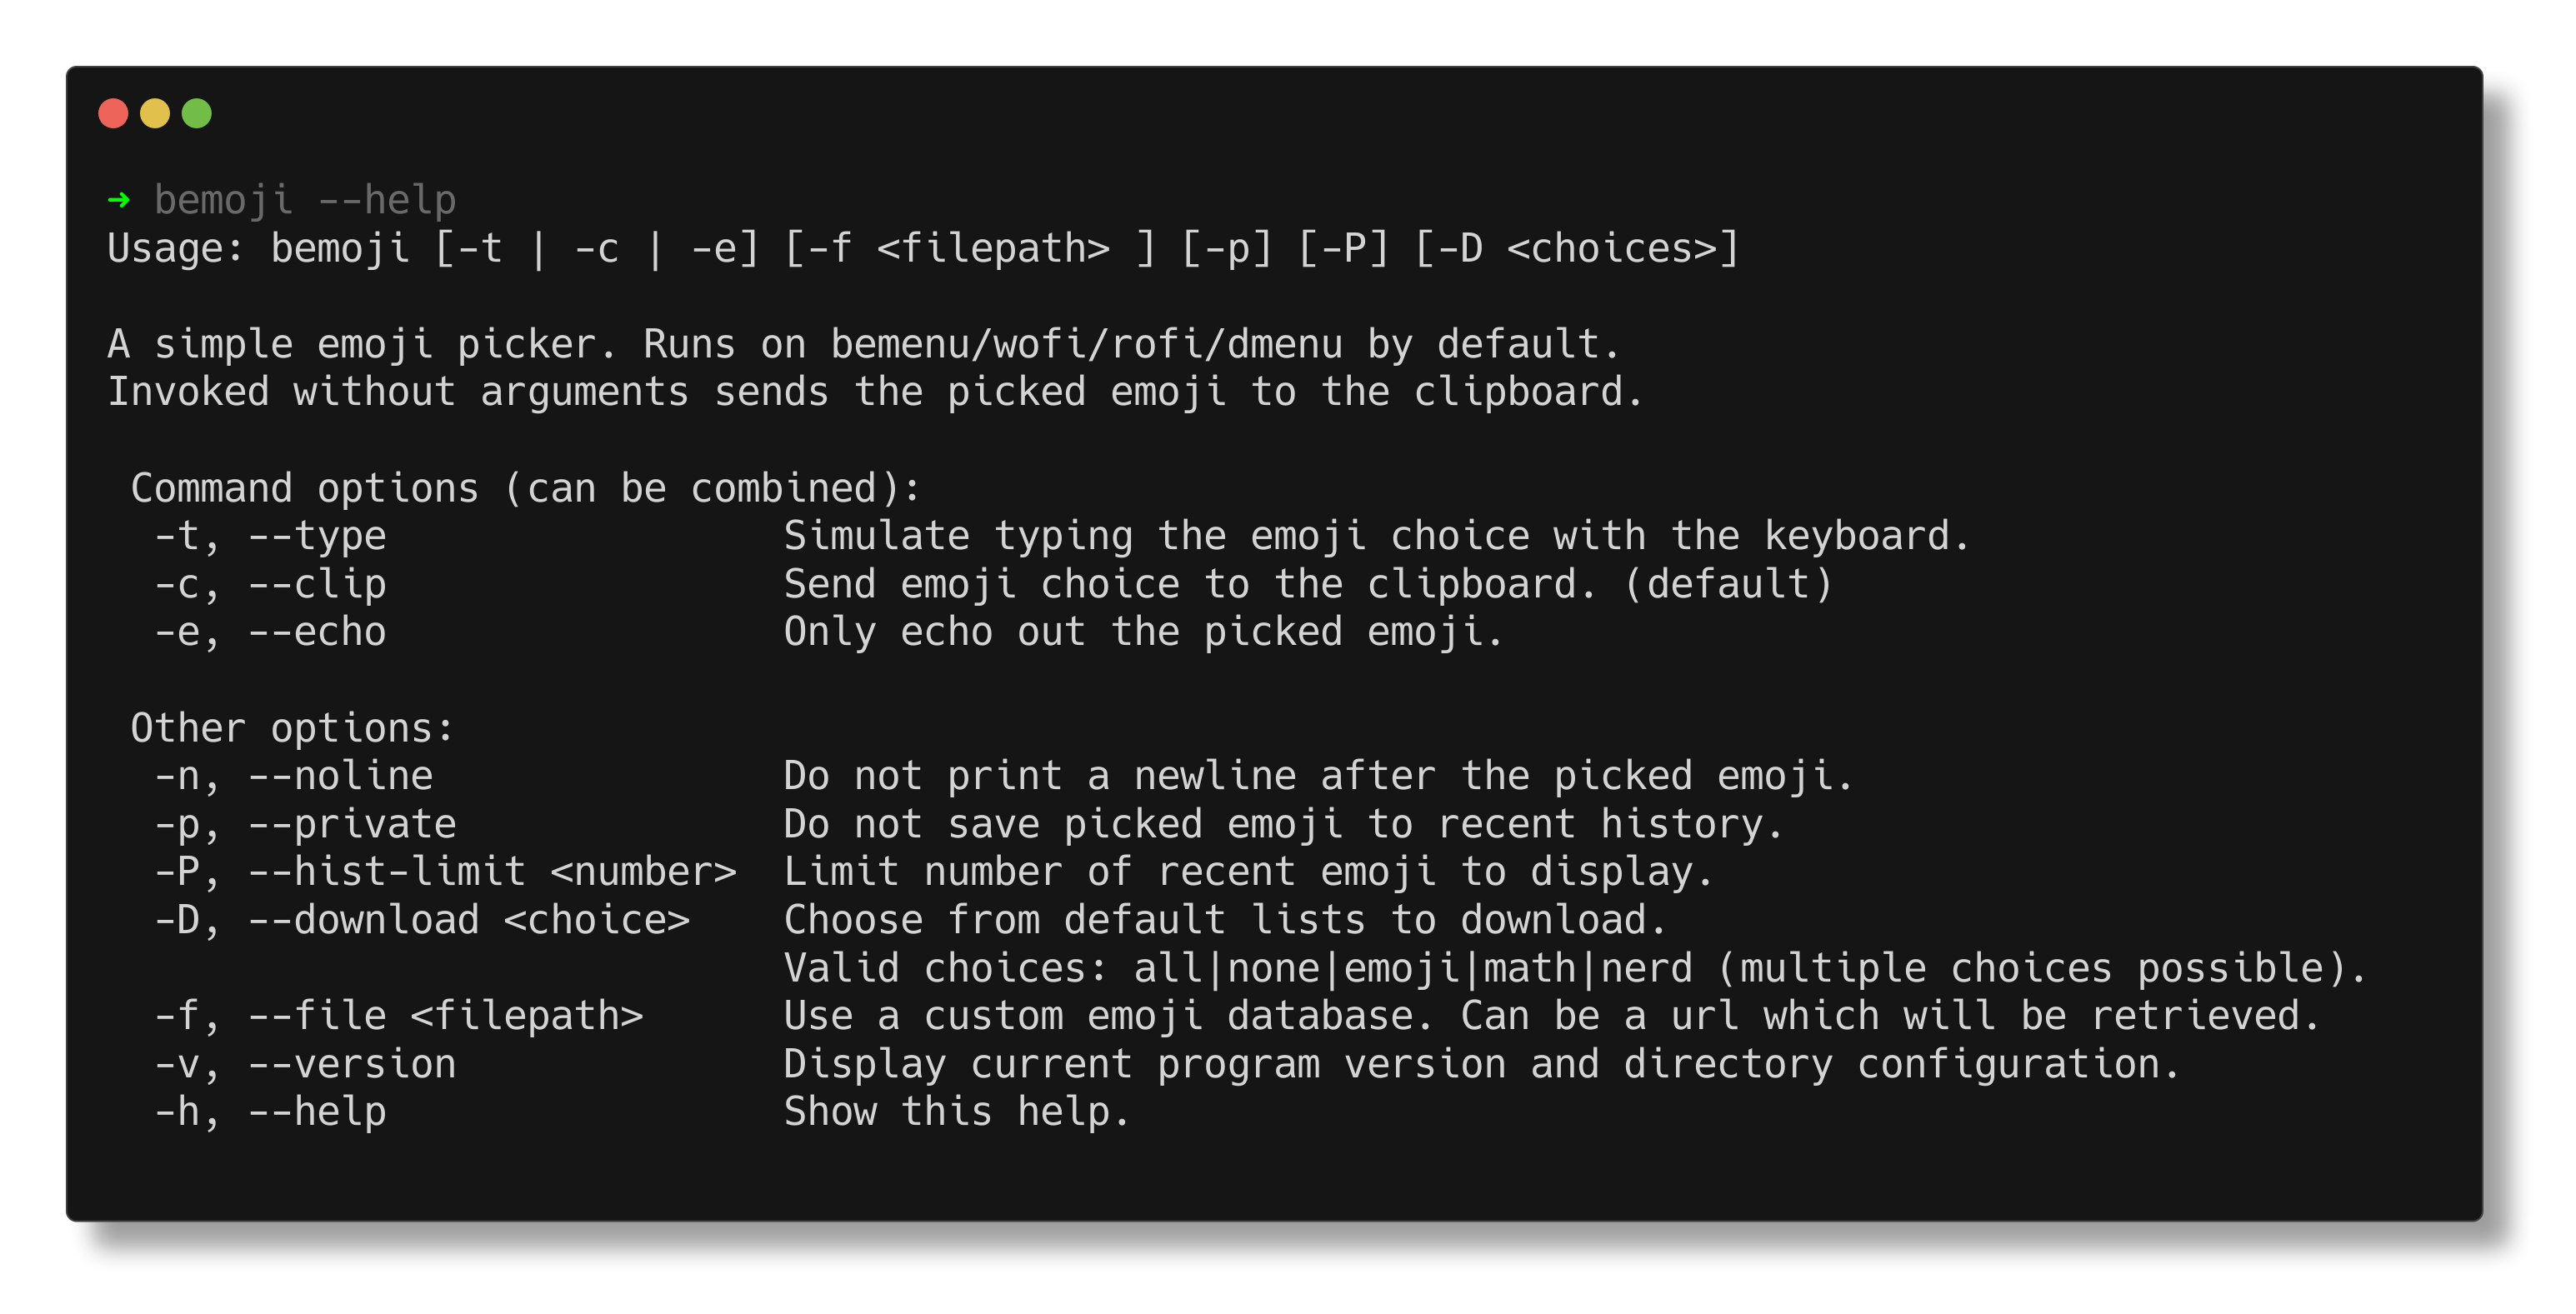 ➜ bemoji --help
Usage: bemoji [-t | -c | -e] [-f <filepath> ] [-p] [-P] [-D <choices>]
A simple emoji picker. Runs on bemenu/wofi/rofi/dmenu by default.
Invoked without arguments sends the picked emoji to the clipboard.
Command options (can be combined):
-t, --type Simulate typing the emoji choice with the keyboard.
-c, --clip Send emoji choice to the clipboard. (default)
-e, --echo Only echo out the picked emoji.
Other options:
-n, --noline Do not print a newline after the picked emoji.
-p, --private Do not save picked emoji to recent history.
-P, --hist-limit <number> Limit number of recent emoji to display.
-D, --download <choice> Choose from default lists to download.
Valid choices: all|none|emoji|math|nerd (multiple choices possible).
-f, --file <filepath> Use a custom emoji database. Can be a url which will be retrieved.
-v, --version Display current program version and directory configuration.
-h, --help Show this help.